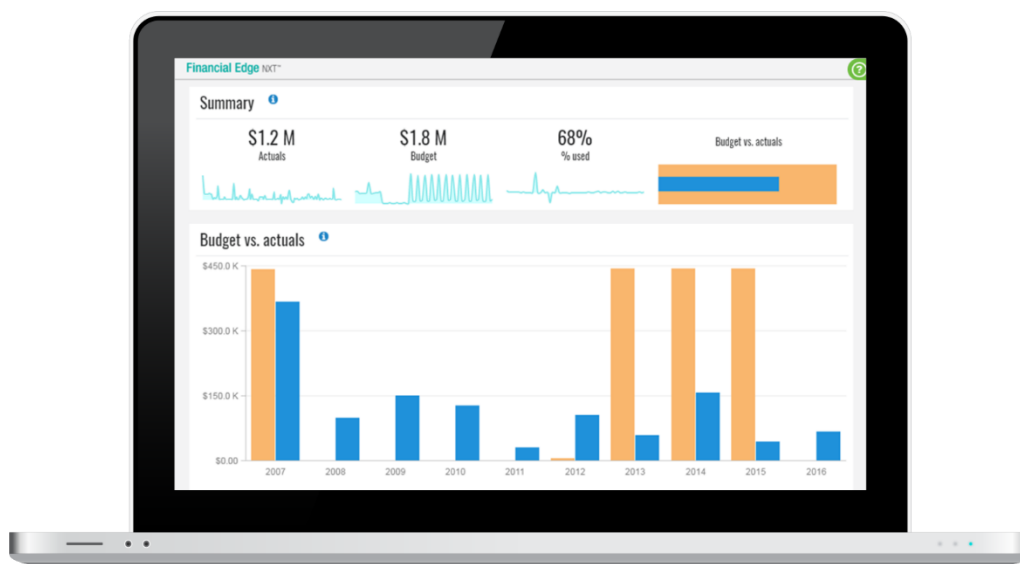 Financial Edge NXT™
?
Summary i
$1.2 M
Actuals
$1.8 M
Budget
68%
% used
Budget vs. actuals
Budget vs. actuals i
$450.0 K
$300.0 K
$150.0 K
$0.00
2007 2008 2009 2010 2011 2012 2013 2014 2015 2016